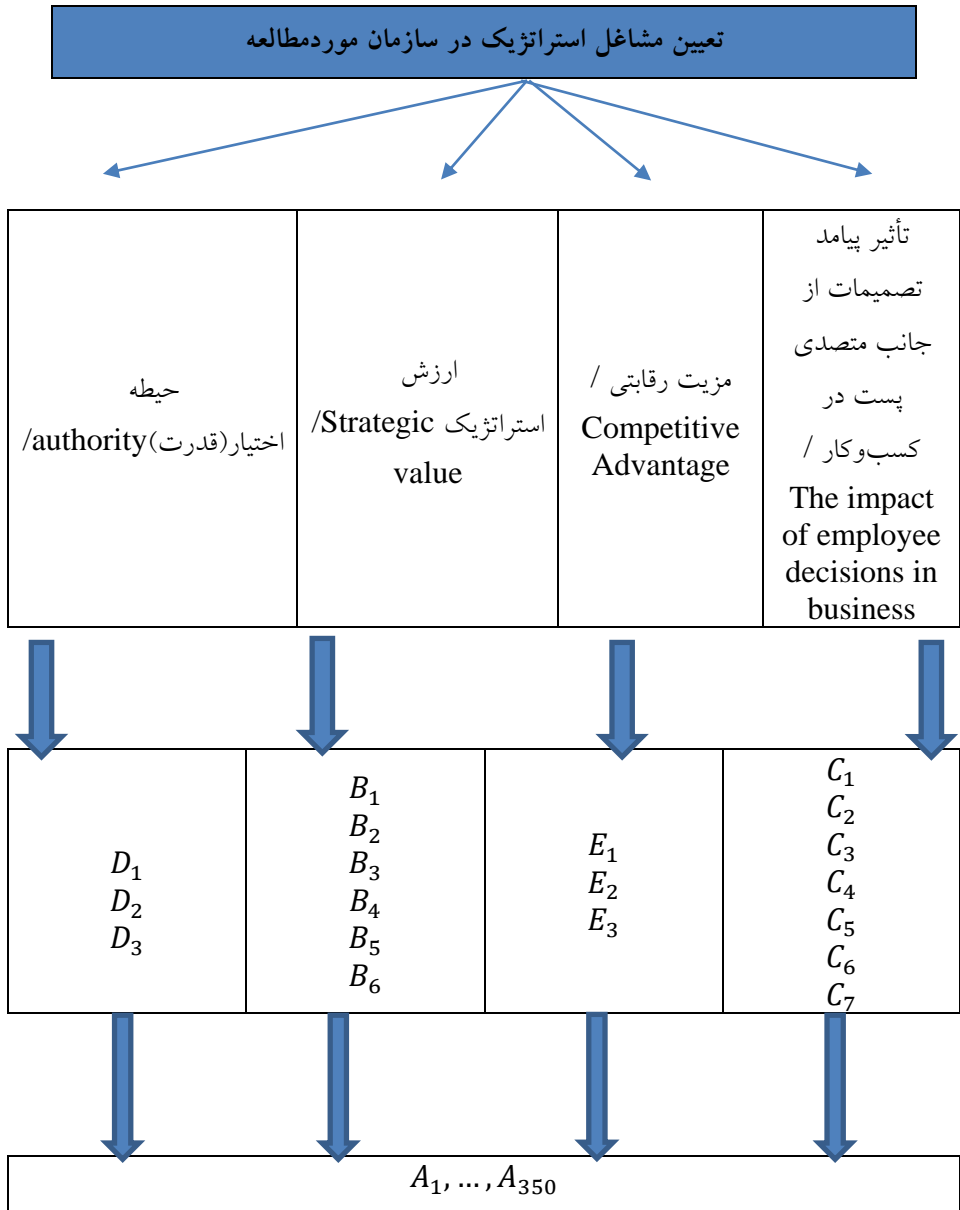 تعیین مشاغل استراتژیک در سازمان موردمطالعه
تأثیر پیامد
تصمیمات از
جانب متصدی
پست در
کسب‌وکار /
The impact
of employee
decisions in
business
مزیت رقابتی /
Competitive
Advantage
ارزش
استراتژیک Strategic/
value
حیطه
اختیار(قدرت)authority/
C₁
C₂
C₃
C₄
C₅
C₆
C₇
E₁
E₂
E₃
B₁
B₂
B₃
B₄
B₅
B₆
D₁
D₂
D₃
A₁, … , A₃₅₀